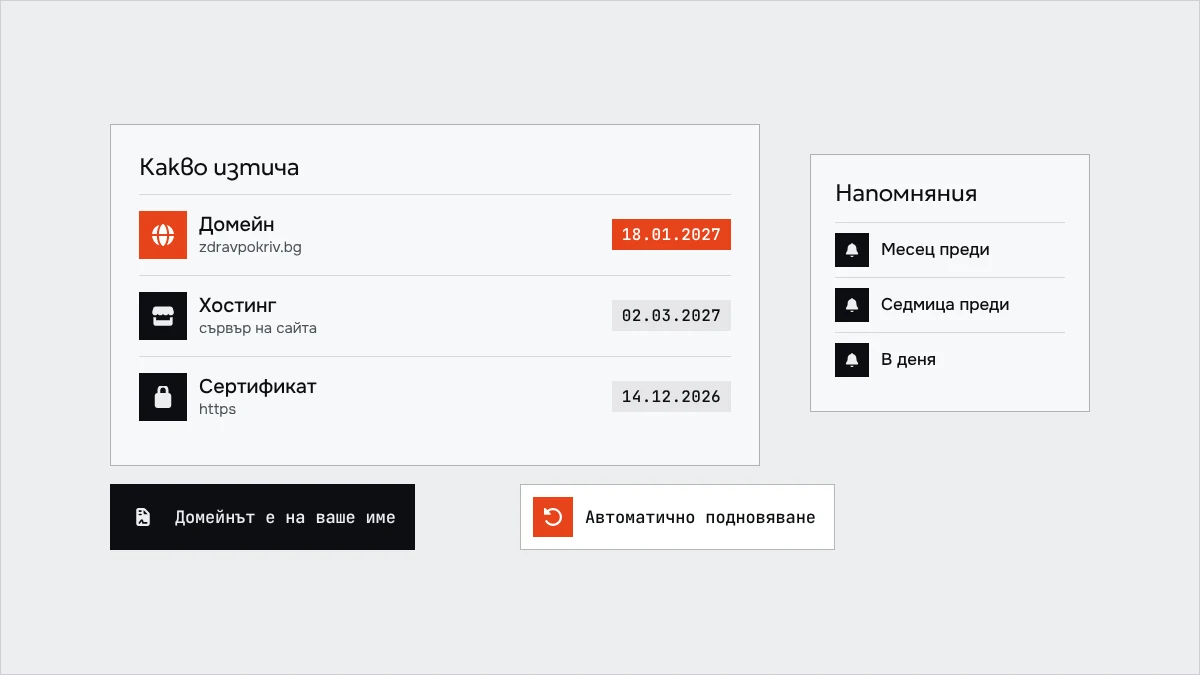 Какво изтича
Домейн
zdravpokriv.bg
18.01.2027
Хостинг
сървър на сайта
02.03.2027
Сертификат
https
14.12.2026
Напомняния
Месец преди
Седмица преди
В деня
Домейнът е на ваше име
Автоматично подновяване